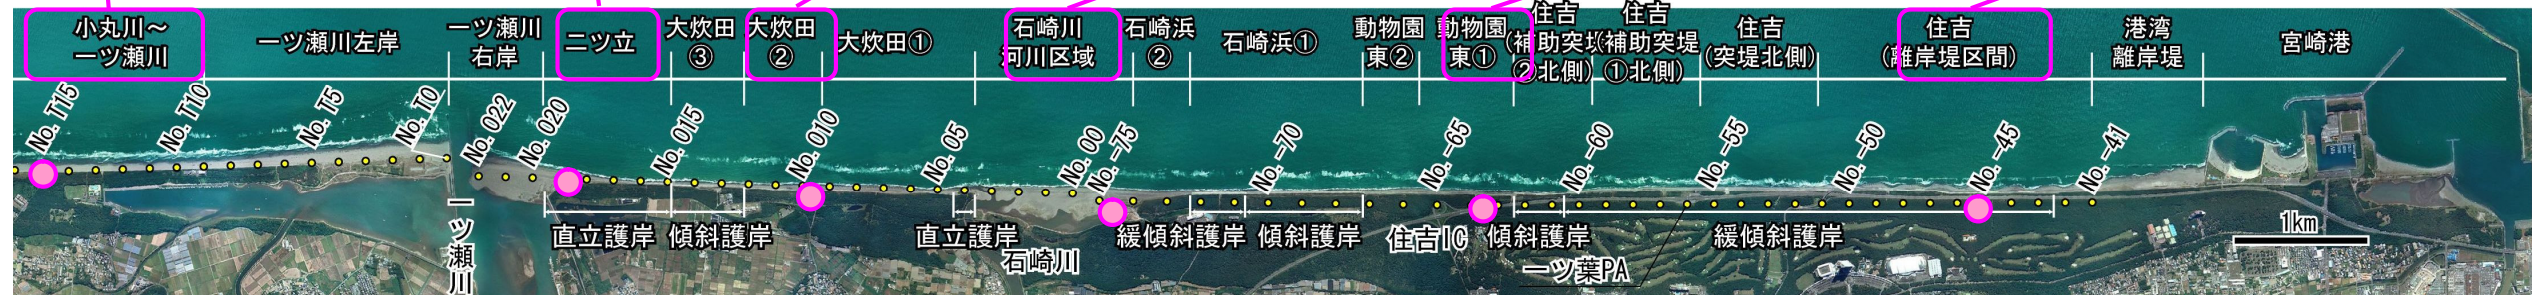 小丸川～
一ツ瀬川
一ツ瀬川左岸
一ツ瀬川
右岸
二ツ立
大炊田
③
大炊田
②
大炊田①
石崎川
河川区域
石崎浜
②
石崎浜①
動物園
東②
動物園
東①
住吉
(補助突堤
②北側)
住吉
(補助突堤
①北側)
住吉
(突堤北側)
住吉
(離岸堤区間)
港湾
離岸堤
宮崎港
No. T15
No. T10
No. T5
No. T0
No. 022
No. 020
No. 015
No. 010
No. 05
No. 00
No. -75
No. -70
No. -65
No. -60
No. -55
No. -50
No. -45
No. -41
一ツ瀬川
直立護岸
傾斜護岸
直立護岸
石崎川
緩傾斜護岸
傾斜護岸
住吉IC
傾斜護岸
一ツ葉PA
緩傾斜護岸
1km